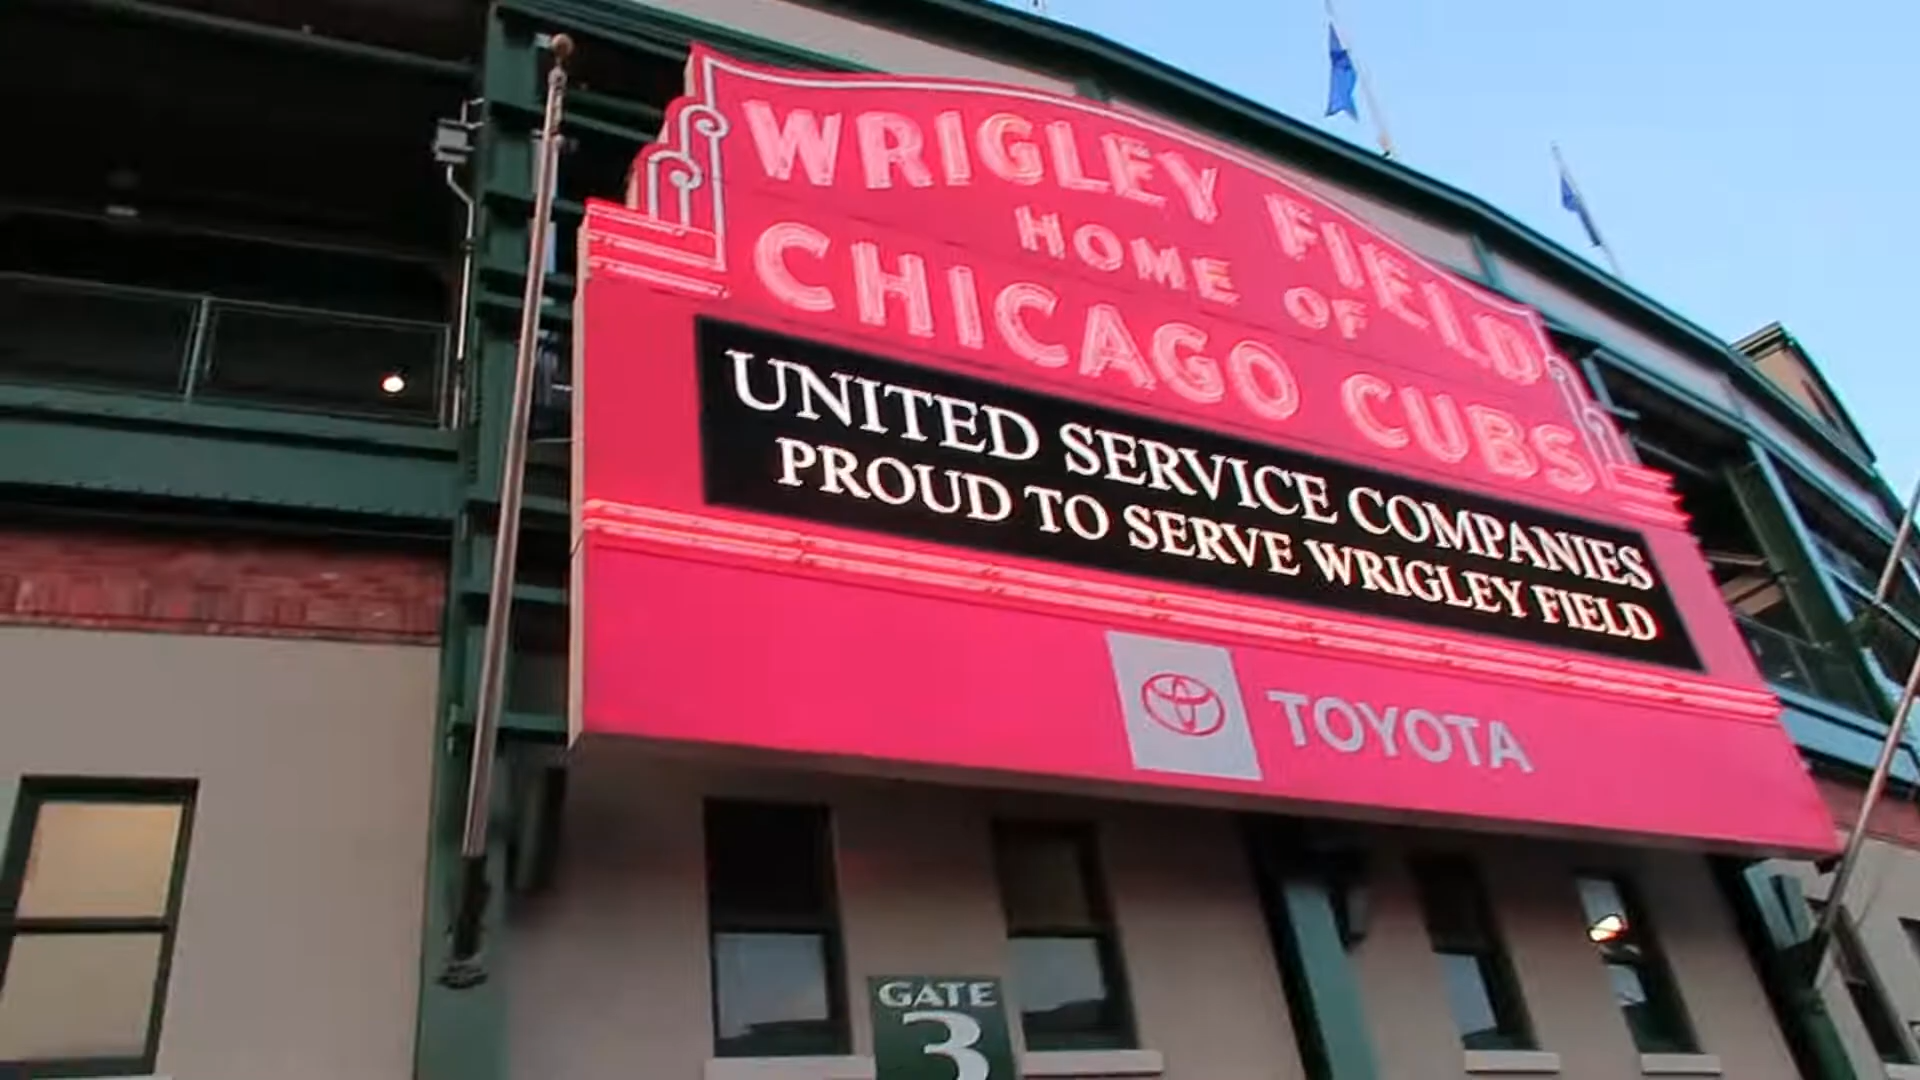 WRIGLEY FIELD
HOME OF
CHICAGO CUBS
UNITED SERVICE COMPANIES
PROUD TO SERVE WRIGLEY FIELD
TOYOTA
GATE
3